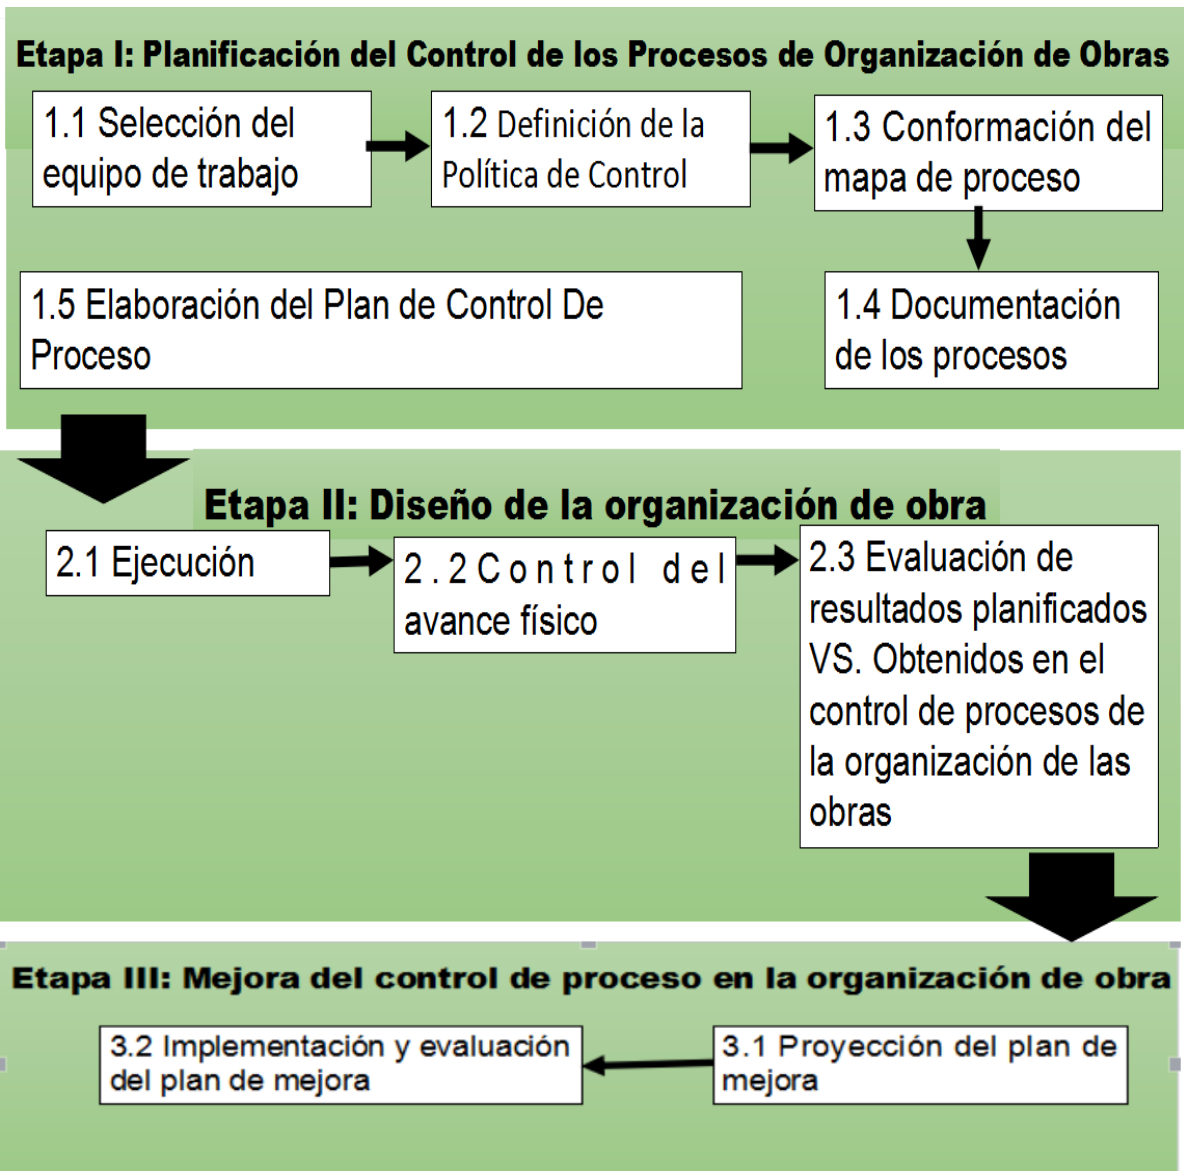 Etapa I: Planificación del Control de los Procesos de Organización de Obras
1.1 Selección del
equipo de trabajo
1.2 Definición de la
Política de Control
1.3 Conformación del
mapa de proceso
1.4 Documentación
de los procesos
1.5 Elaboración del Plan de Control De
Proceso
Etapa II: Diseño de la organización de obra
2.1 Ejecución
2.2 Control del
avance físico
2.3 Evaluación de
resultados planificados
VS. Obtenidos en el
control de procesos de
la organización de las
obras
Etapa III: Mejora del control de proceso en la organización de obra
3.1 Proyección del plan de
mejora
3.2 Implementación y evaluación
del plan de mejora